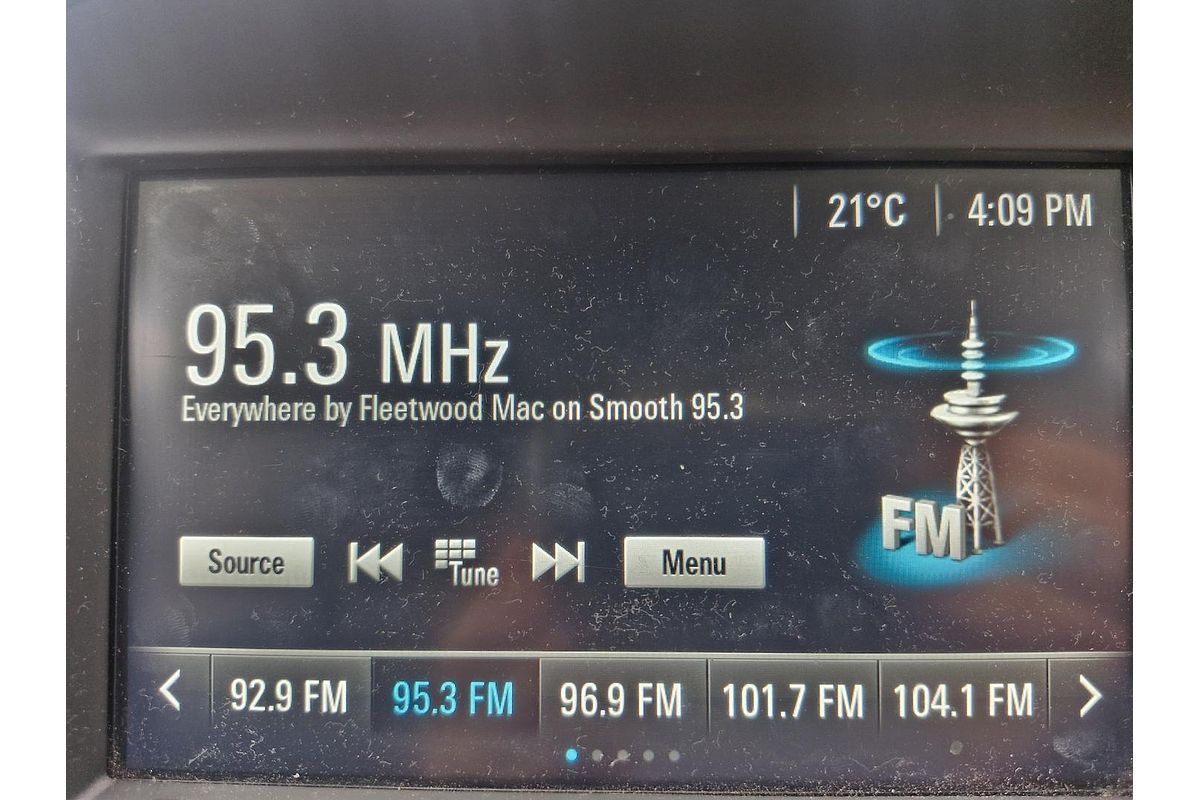 21°C 4:09 PM
95.3 MHz
Everywhere by Fleetwood Mac on Smooth 95.3
FM
Source Tune Menu
92.9 FM 95.3 FM 96.9 FM 101.7 FM 104.1 FM